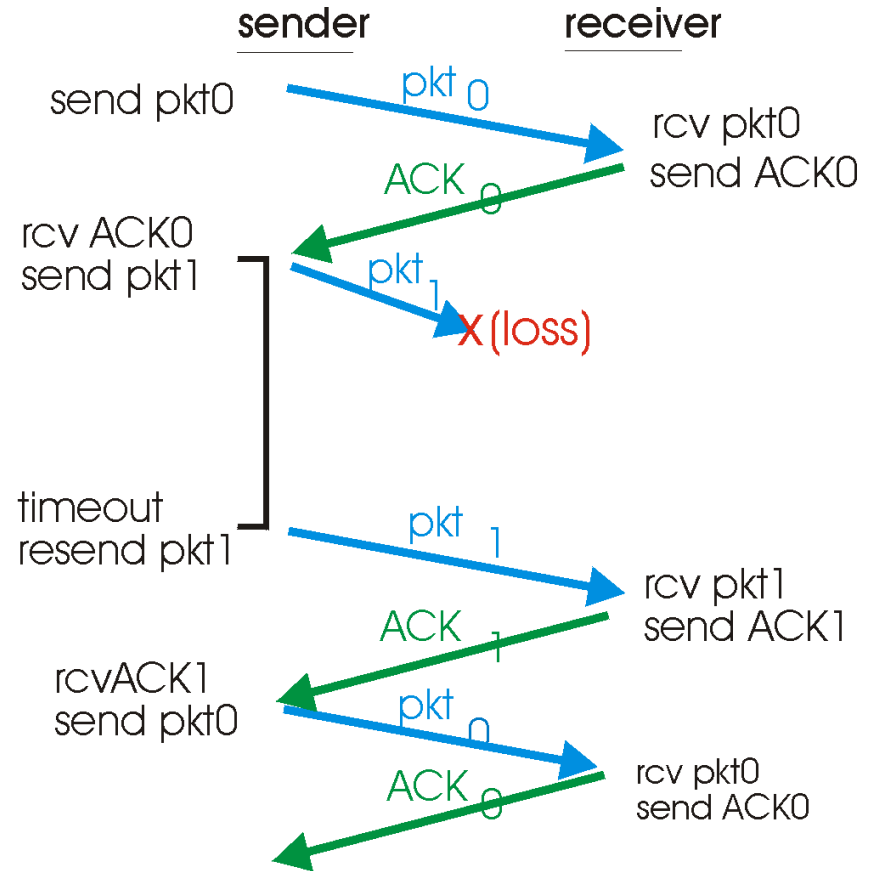 sender
receiver
send pkt0
pkt 0
rcv pkt0
send ACK0
ACK 0
rcv ACK0
send pkt1
pkt 1
X (loss)
timeout
resend pkt1
pkt 1
rcv pkt1
send ACK1
ACK 1
rcvACK1
send pkt0
pkt 0
rcv pkt0
send ACK0
ACK 0